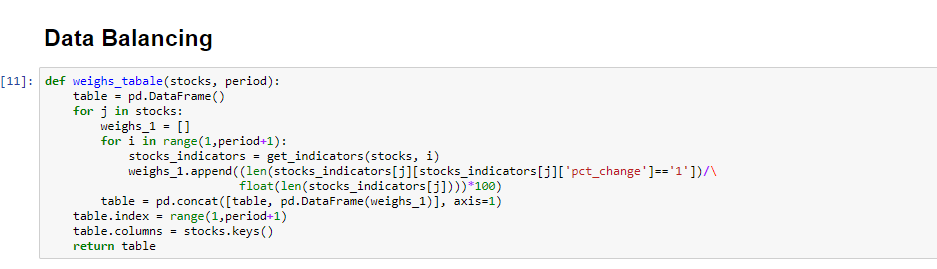 Data Balancing
[11]: def weighs_tabale(stocks, period):
    table = pd.DataFrame()
    for j in stocks:
        weighs_1 = []
        for i in range(1,period+1):
            stocks_indicators = get_indicators(stocks, i)
            weighs_1.append((len(stocks_indicators[j][stocks_indicators[j]['pct_change']=='1'])/\
                            float(len(stocks_indicators[j])))*100)
        table = pd.concat([table, pd.DataFrame(weighs_1)], axis=1)
    table.index = range(1,period+1)
    table.columns = stocks.keys()
    return table